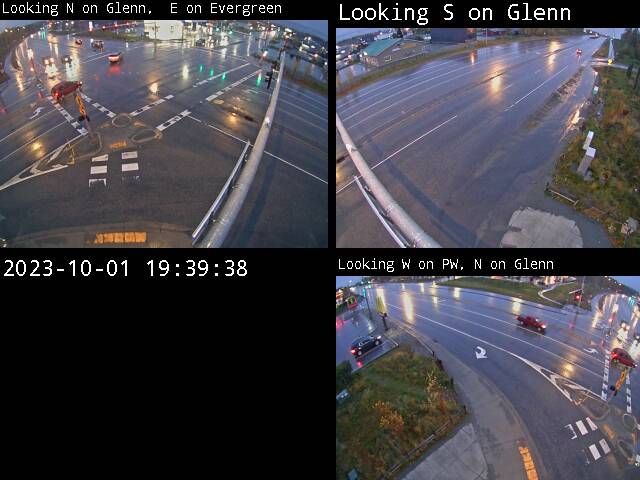 Looking N on Glenn,  E on Evergreen
Looking S on Glenn
2023-10-01 19:39:38
Looking W on PW, N on Glenn